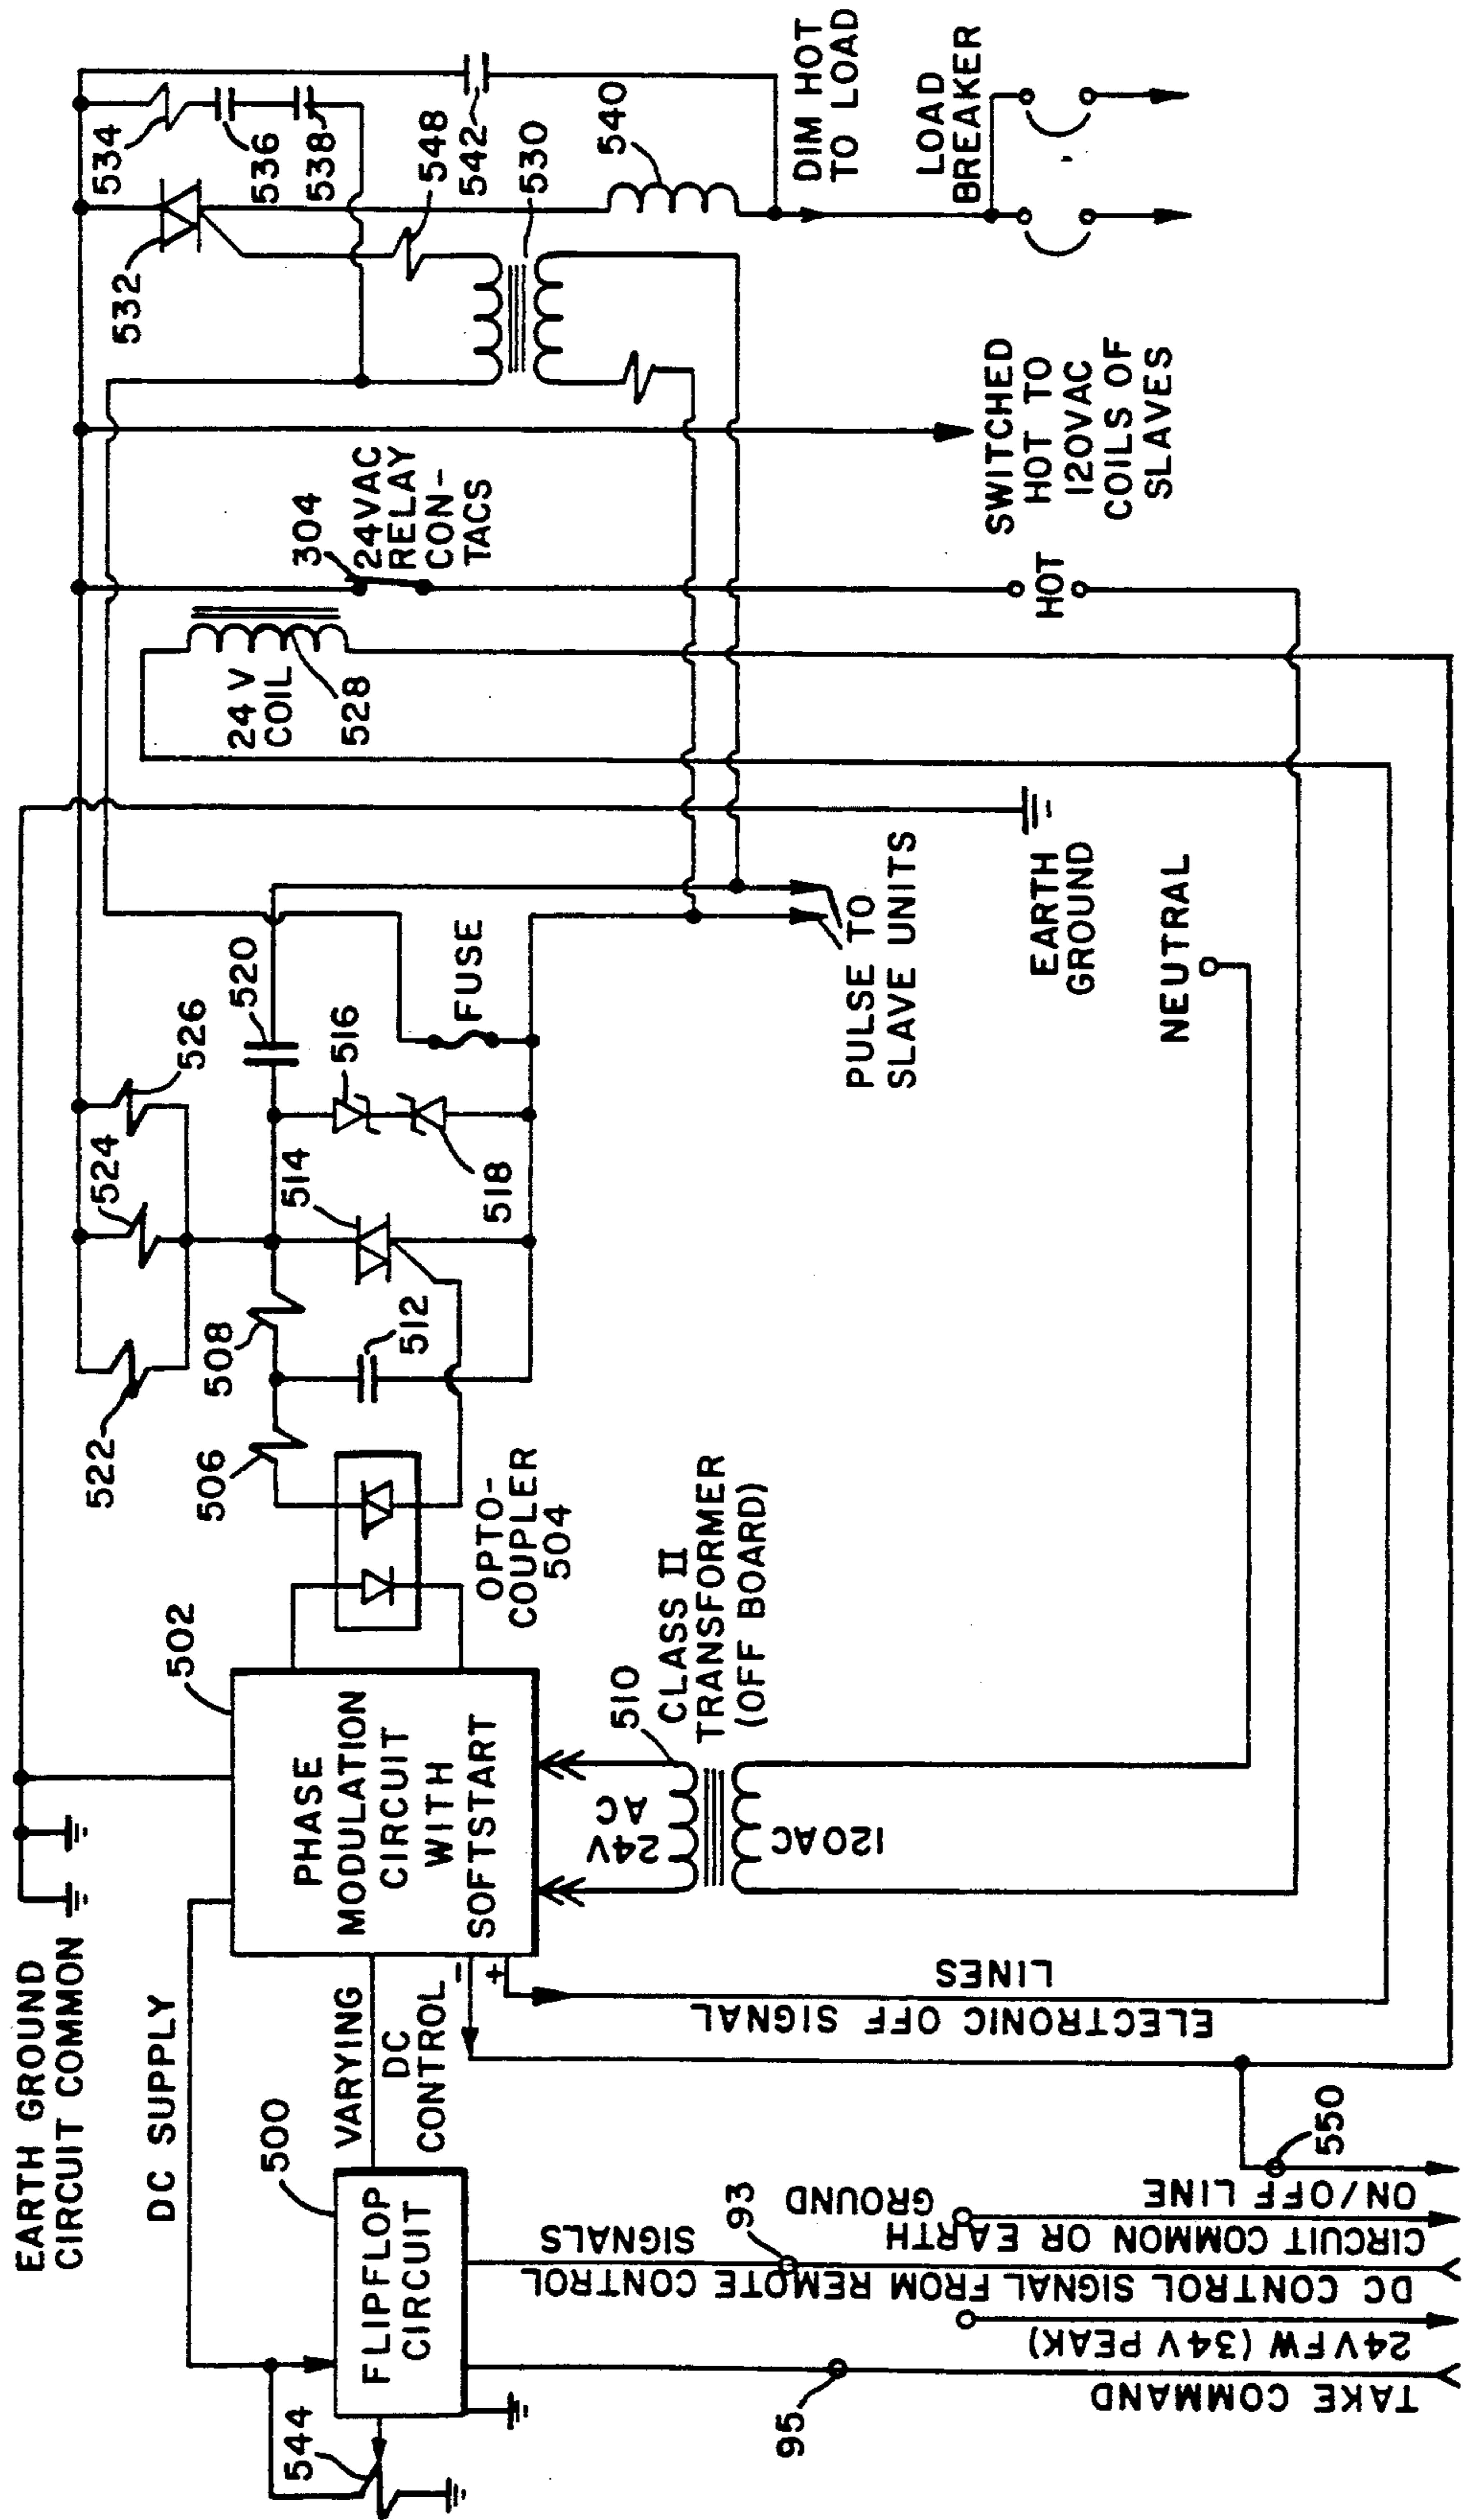 EARTH GROUND
CIRCUIT COMMON
DC SUPPLY
544
500
FLIPFLOP
CIRCUIT
VARYING
DC
CONTROL
502
PHASE
MODULATION
CIRCUIT
WITH
SOFTSTART
-
+
ELECTRONIC OFF SIGNAL
LINES
24V
AC
120AC
510
CLASS II
TRANSFORMER
(OFF BOARD)
OPTO-
COUPLER
504
506
508
512
522
524
526
514
516
518
520
FUSE
PULSE TO
SLAVE UNITS
EARTH
GROUND
NEUTRAL
24 V
COIL
528
304
24VAC
RELAY
CON-
TACS
HOT
SWITCHED
HOT TO
120VAC
COILS OF
SLAVES
532
534
536
538
548
542
530
540
DIM HOT
TO LOAD
LOAD
BREAKER
95
TAKE COMMAND
24VFW (34V PEAK)
93
DC CONTROL SIGNAL FROM REMOTE CONTROL
SIGNALS
CIRCUIT COMMON OR EARTH
GROUND
ON/OFF LINE
550